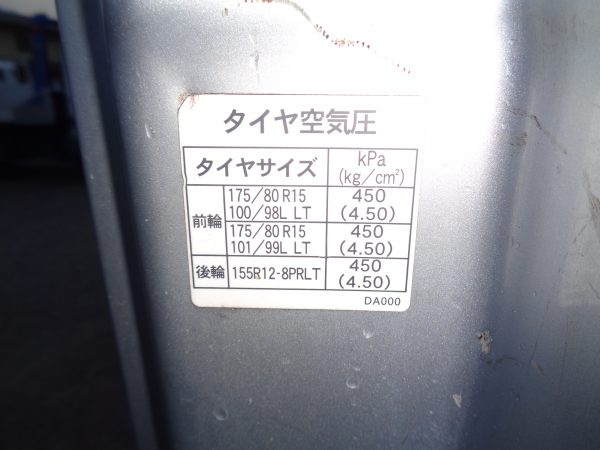 タイヤ空気圧
タイヤサイズ kPa
(kg/cm²)
前輪 175/80 R15 450
100/98L LT (4.50)
175/80 R15 450
101/99L LT (4.50)
後輪 155R12-8PRLT 450
(4.50)
DA000